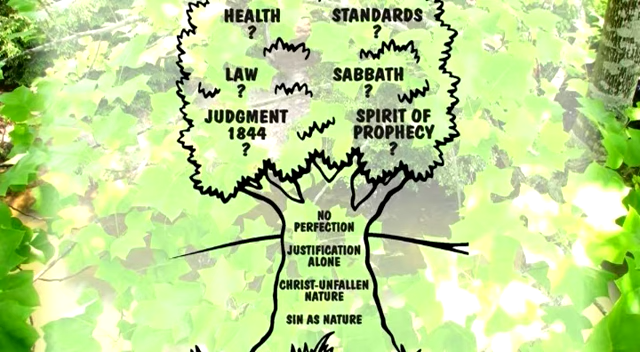 HEALTH STANDARDS
? ?
LAW SABBATH
? ?
JUDGMENT SPIRIT OF
1844 PROPHECY
? ?
NO
PERFECTION
JUSTIFICATION
ALONE
CHRIST-UNFALLEN
NATURE
SIN AS NATURE